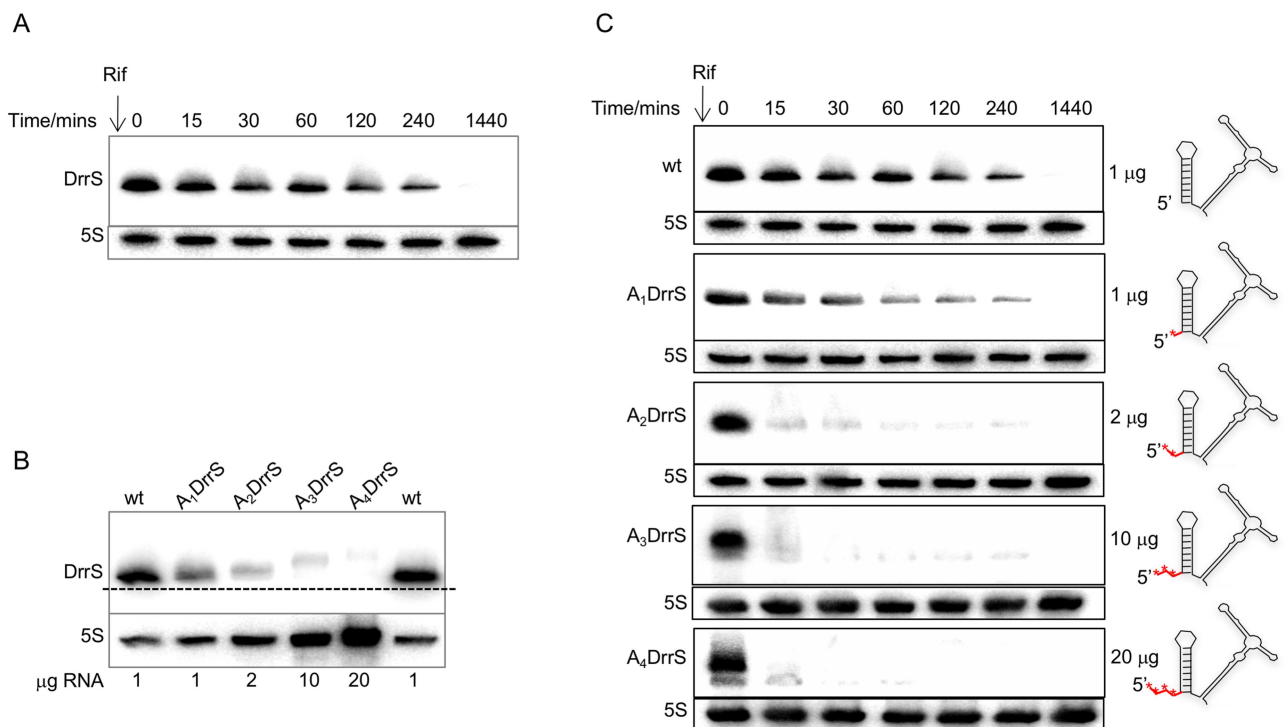 A
Rif
Time/mins 0 15 30 60 120 240 1440
DrrS
5S
B
wt A₁DrrS A₂DrrS A₃DrrS A₄DrrS wt
DrrS
5S
µg RNA 1 1 2 10 20 1
C
Rif
Time/mins 0 15 30 60 120 240 1440
wt 1 µg
5'
5S
A₁DrrS 1 µg
5'*
5S
A₂DrrS 2 µg
5'**
5S
A₃DrrS 10 µg
5'***
5S
A₄DrrS 20 µg
5'****
5S